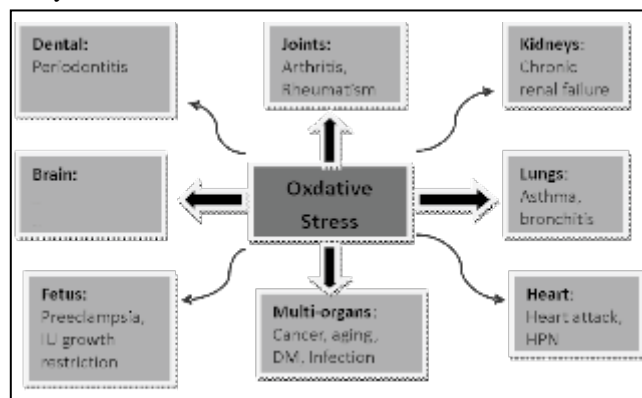 Dental:
Periodontitis
Joints:
Arthritis,
Rheumatism
Kidneys:
Chronic
renal failure
Brain:
Oxdative
Stress
Lungs:
Asthma,
bronchitis
Fetus:
Preeclampsia,
IU growth
restriction
Multi-organs:
Cancer, aging,
DM, Infection
Heart:
Heart attack,
HPN